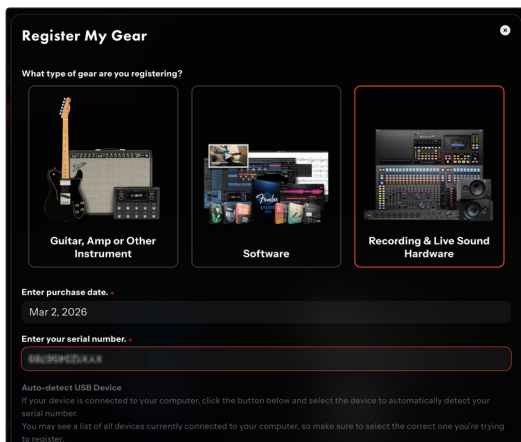 Register My Gear
What type of gear are you registering?
Guitar, Amp or Other
Instrument
Fender
Software
Recording & Live Sound
Hardware
Enter purchase date. *
Mar 2, 2026
Enter your serial number. *
Auto-detect USB Device
If your device is connected to your computer, click the button below and select the device to automatically detect your
serial number.
You may see a list of all devices currently connected to your computer, so make sure to select the correct one you're trying
to register.